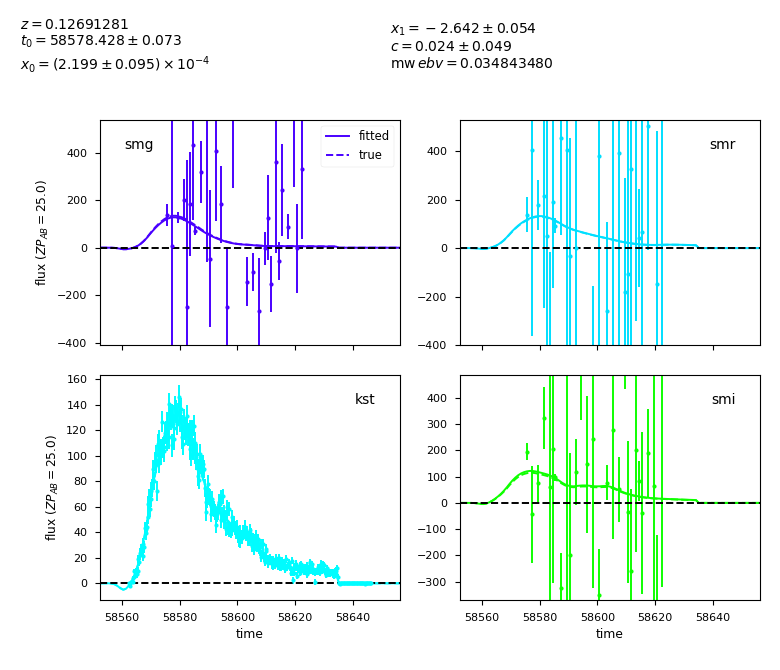 z = 0.12691281
t₀ = 58578.428 ± 0.073
x₀ = (2.199 ± 0.095) × 10⁻⁴
x₁ = −2.642 ± 0.054
c = 0.024 ± 0.049
mw ebv = 0.034843480
smg
fitted
true
400
200
0
−200
−400
flux (ZP_AB = 25.0)
smr
400
200
0
−200
−400
kst
160
140
120
100
80
60
40
20
0
flux (ZP_AB = 25.0)
58560 58580 58600 58620 58640
time
smi
400
300
200
100
0
−100
−200
−300
58560 58580 58600 58620 58640
time